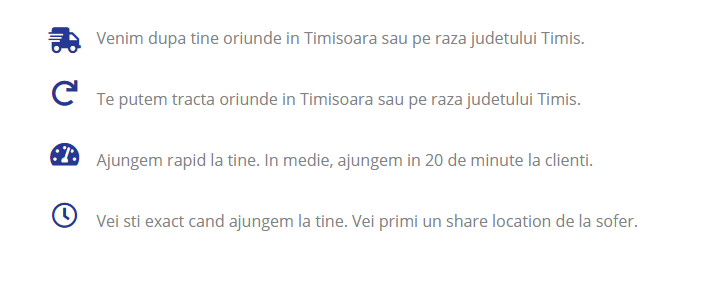 Venim dupa tine oriunde in Timisoara sau pe raza judetului Timis.
Te putem tracta oriunde in Timisoara sau pe raza judetului Timis.
Ajungem rapid la tine. In medie, ajungem in 20 de minute la clienti.
Vei sti exact cand ajungem la tine. Vei primi un share location de la sofer.